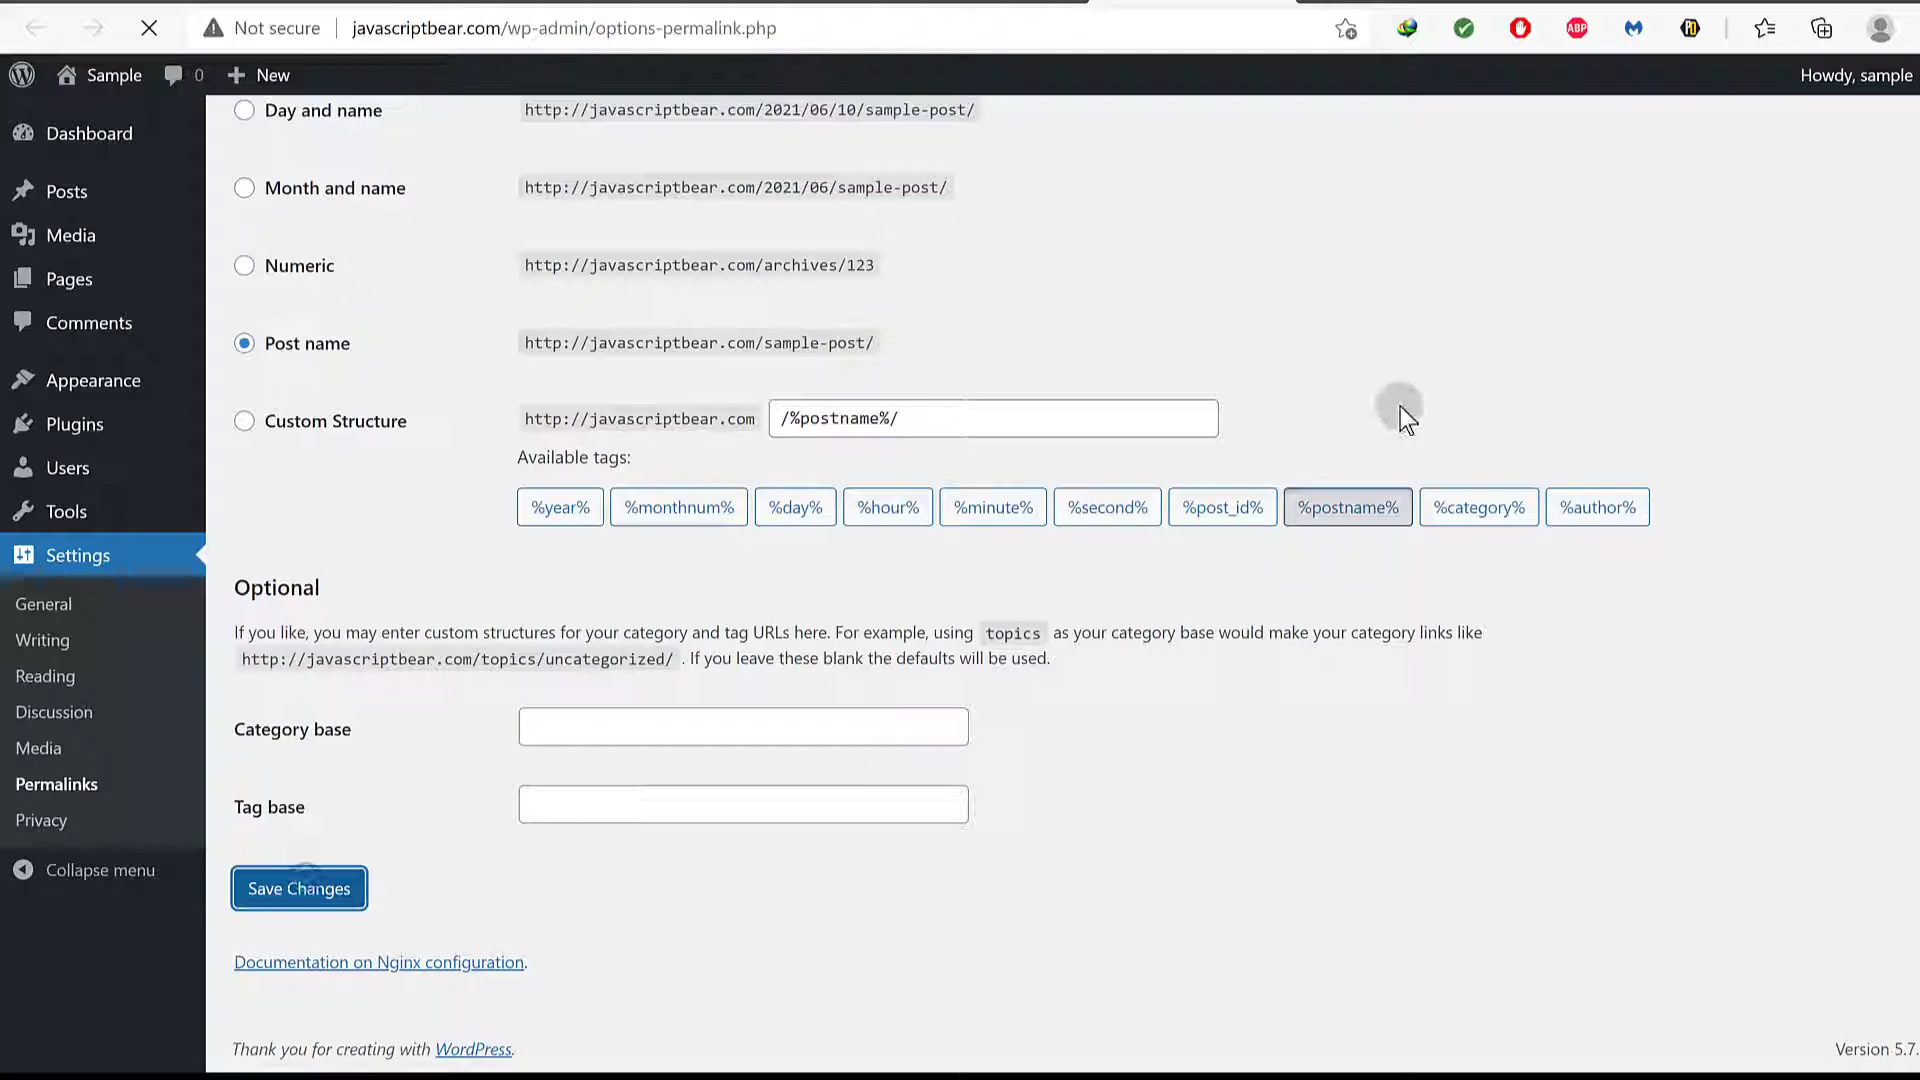 Not secure javascriptbear.com/wp-admin/options-permalink.php
ABP
Sample 0 New Howdy, sample
Dashboard
Posts
Media
Pages
Comments
Appearance
Plugins
Users
Tools
Settings
General
Writing
Reading
Discussion
Media
Permalinks
Privacy
Collapse menu
Day and name http://javascriptbear.com/2021/06/10/sample-post/
Month and name http://javascriptbear.com/2021/06/sample-post/
Numeric http://javascriptbear.com/archives/123
Post name http://javascriptbear.com/sample-post/
Custom Structure http://javascriptbear.com /%postname%/
Available tags:
%year% %monthnum% %day% %hour% %minute% %second% %post_id% %postname% %category% %author%
Optional
If you like, you may enter custom structures for your category and tag URLs here. For example, using topics as your category base would make your category links like
http://javascriptbear.com/topics/uncategorized/ . If you leave these blank the defaults will be used.
Category base
Tag base
Save Changes
Documentation on Nginx configuration.
Thank you for creating with WordPress. Version 5.7.